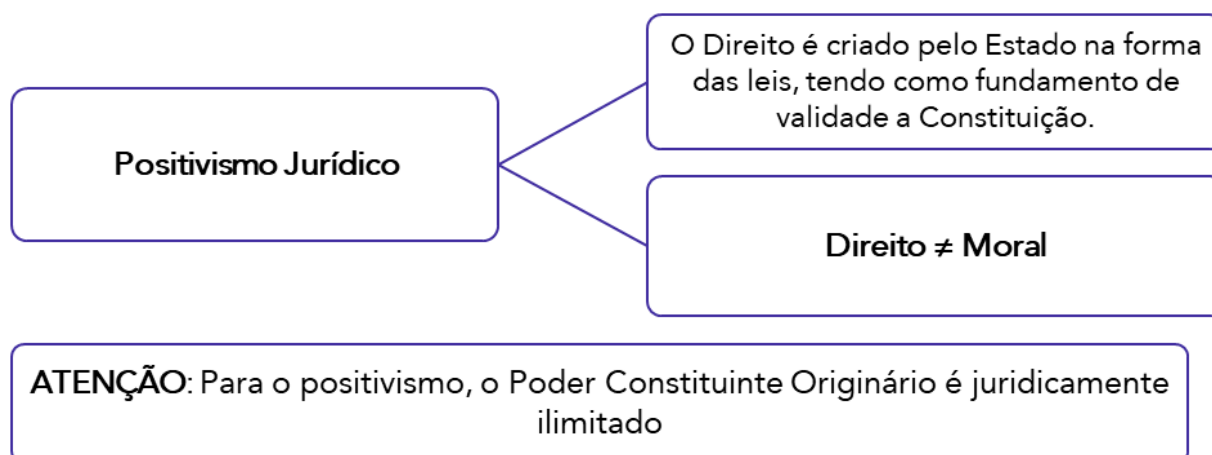 O Direito é criado pelo Estado na forma
das leis, tendo como fundamento de
validade a Constituição.
Positivismo Jurídico
Direito ≠ Moral
ATENÇÃO: Para o positivismo, o Poder Constituinte Originário é juridicamente
ilimitado